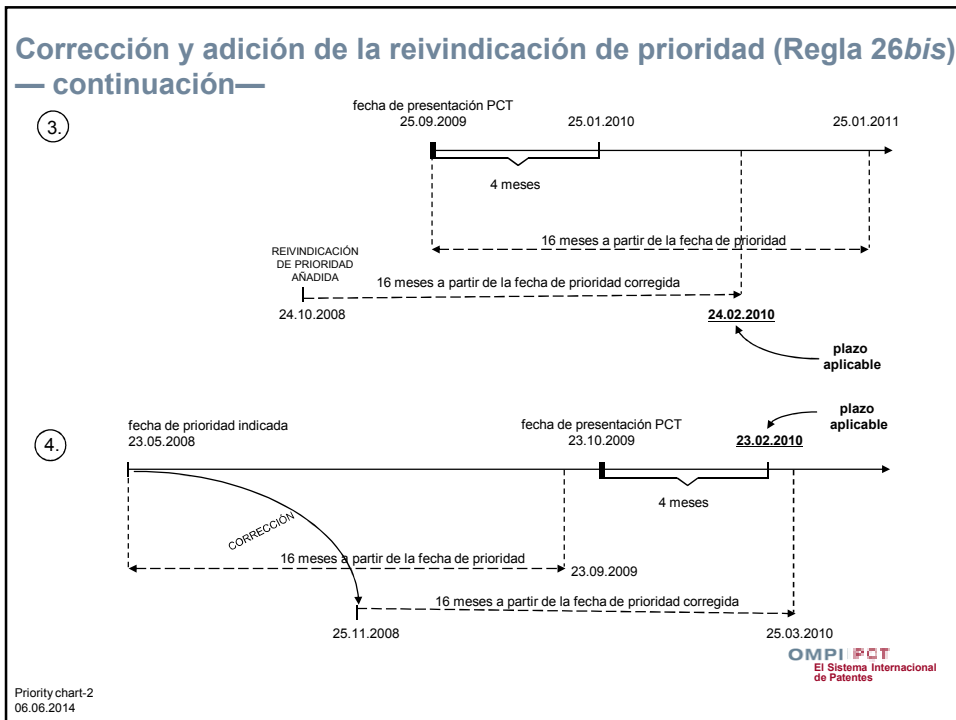 Corrección y adición de la reivindicación de prioridad (Regla 26bis)
— continuación—
3.
fecha de presentación PCT
25.09.2009
25.01.2010
25.01.2011
4 meses
16 meses a partir de la fecha de prioridad
REIVINDICACIÓN
DE PRIORIDAD
AÑADIDA
16 meses a partir de la fecha de prioridad corregida
24.10.2008
24.02.2010
plazo
aplicable
4.
fecha de prioridad indicada
23.05.2008
fecha de presentación PCT
23.10.2009
23.02.2010
plazo
aplicable
4 meses
CORRECCIÓN
16 meses a partir de la fecha de prioridad
23.09.2009
16 meses a partir de la fecha de prioridad corregida
25.11.2008
25.03.2010
OMPI PCT
El Sistema Internacional
de Patentes
Priority chart-2
06.06.2014